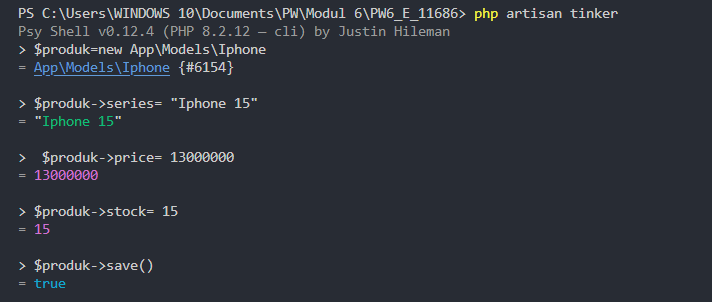 PS C:\Users\WINDOWS 10\Documents\PW\Modul 6\PW6_E_11686> php artisan tinker
Psy Shell v0.12.4 (PHP 8.2.12 — cli) by Justin Hileman
> $produk=new App\Models\Iphone
= App\Models\Iphone {#6154}
> $produk->series= "Iphone 15"
= "Iphone 15"
>  $produk->price= 13000000
= 13000000
> $produk->stock= 15
= 15
> $produk->save()
= true